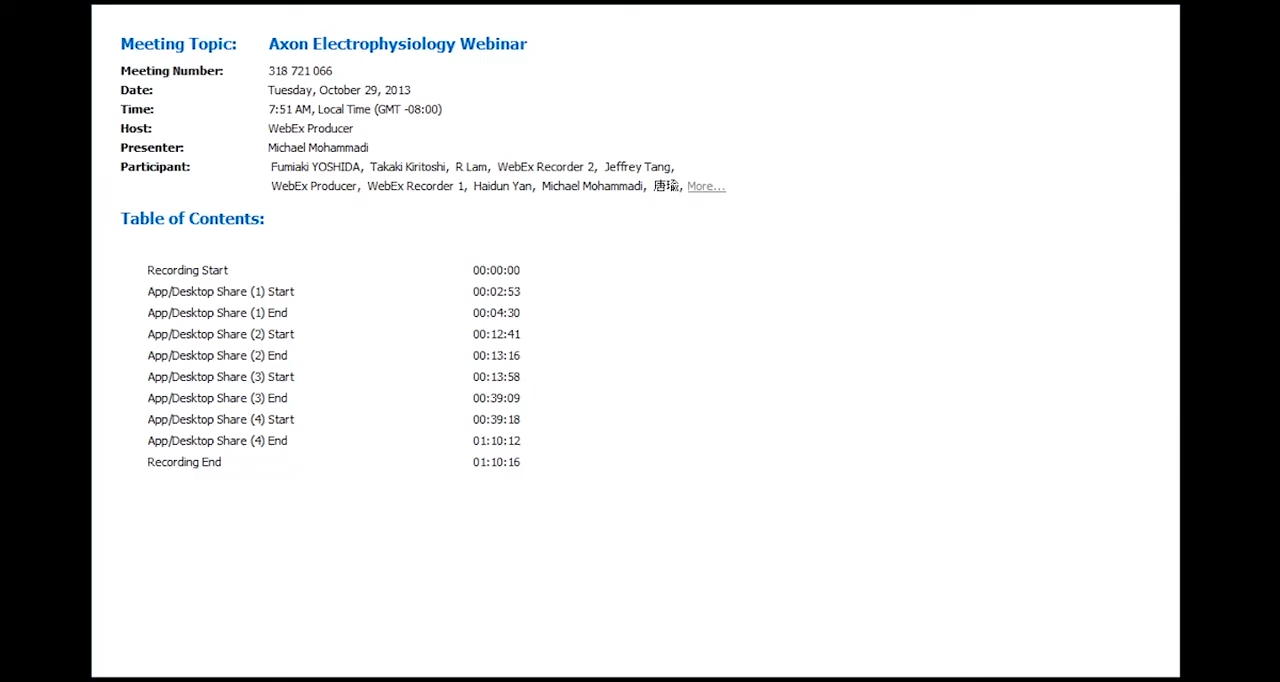 Meeting Topic: Axon Electrophysiology Webinar
Meeting Number: 318 721 066
Date: Tuesday, October 29, 2013
Time: 7:51 AM, Local Time (GMT -08:00)
Host: WebEx Producer
Presenter: Michael Mohammadi
Participant: Fumiaki YOSHIDA, Takaki Kiritoshi, R Lam, WebEx Recorder 2, Jeffrey Tang,
WebEx Producer, WebEx Recorder 1, Haidun Yan, Michael Mohammadi, 唐瑜, More...
Table of Contents:
Recording Start 00:00:00
App/Desktop Share (1) Start 00:02:53
App/Desktop Share (1) End 00:04:30
App/Desktop Share (2) Start 00:12:41
App/Desktop Share (2) End 00:13:16
App/Desktop Share (3) Start 00:13:58
App/Desktop Share (3) End 00:39:09
App/Desktop Share (4) Start 00:39:18
App/Desktop Share (4) End 01:10:12
Recording End 01:10:16